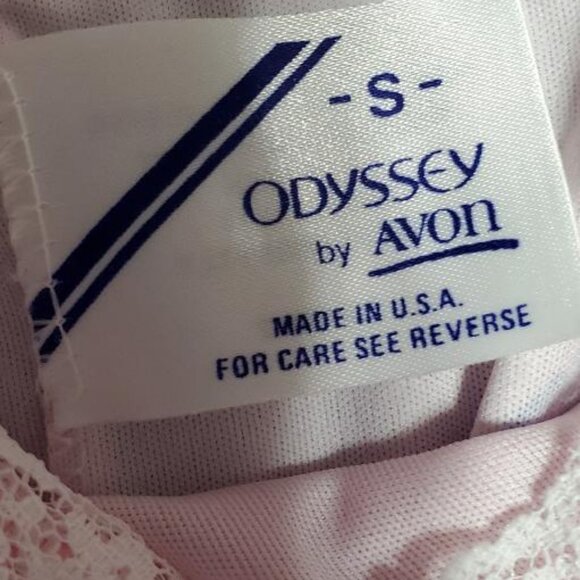 -S-
ODYSSEY
by AVON
MADE IN U.S.A.
FOR CARE SEE REVERSE